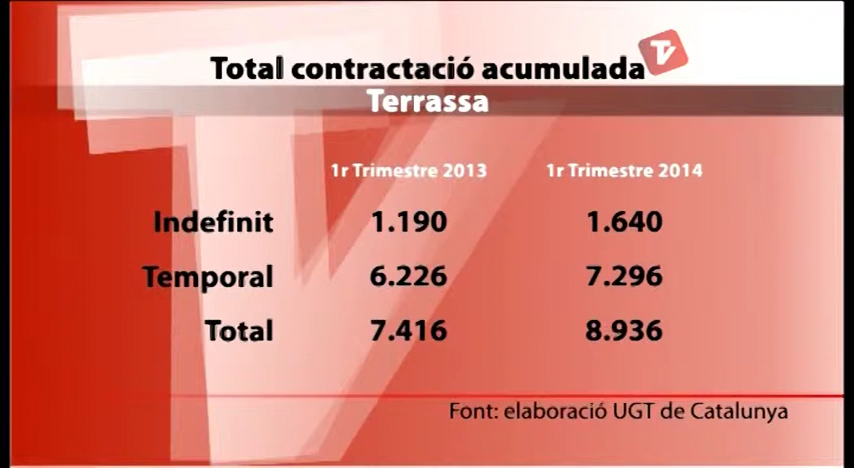 Total contractació acumulada
TV
Terrassa
1r Trimestre 2013 1r Trimestre 2014
Indefinit 1.190 1.640
Temporal 6.226 7.296
Total 7.416 8.936
Font: elaboració UGT de Catalunya